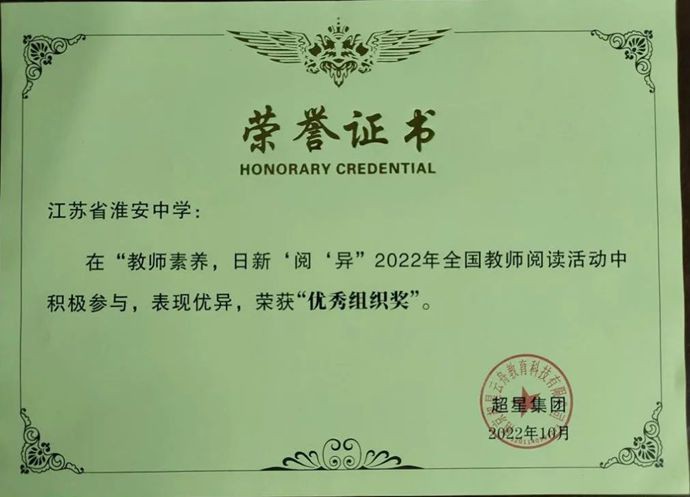 荣誉证书
HONORARY CREDENTIAL
江苏省淮安中学：
在“教师素养，日新‘阅‘异”2022年全国教师阅读活动中
积极参与，表现优异，荣获“优秀组织奖”。
超星集团
2022年10月